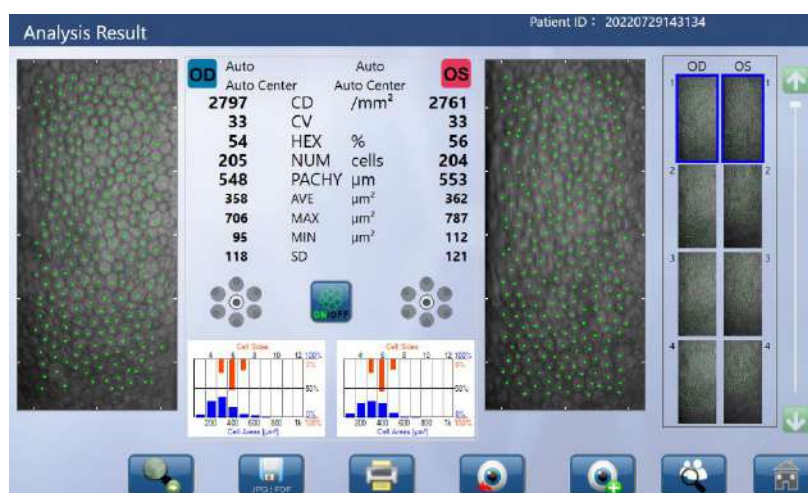 Patient ID : 20220729143134
Analysis Result
OD Auto Auto OS
Auto Center Auto Center
2797 CD /mm² 2761
33 CV 33
54 HEX % 56
205 NUM cells 204
548 PACHY μm 553
358 AVE μm² 362
706 MAX μm² 787
95 MIN μm² 112
118 SD 121
ON/OFF
Cell Sides
4 6 8 10 12 100%
0%
50%
0%
200 400 600 800 1k 100%
Cell Areas [μm²]
Cell Sides
4 6 8 10 12 100%
0%
50%
0%
200 400 600 800 1k 100%
Cell Areas [μm²]
OD OS
1 1
2 2
3 3
4 4
JPG / PDF